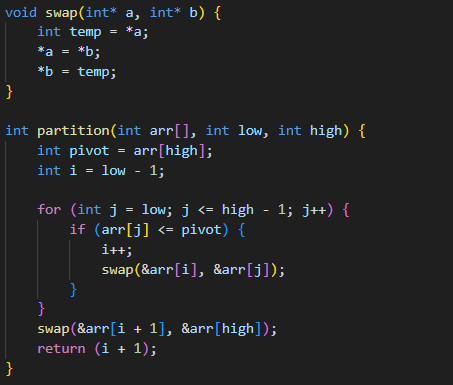 void swap(int* a, int* b) {
    int temp = *a;
    *a = *b;
    *b = temp;
}

int partition(int arr[], int low, int high) {
    int pivot = arr[high];
    int i = low - 1;

    for (int j = low; j <= high - 1; j++) {
        if (arr[j] <= pivot) {
            i++;
            swap(&arr[i], &arr[j]);
        }
    }
    swap(&arr[i + 1], &arr[high]);
    return (i + 1);
}